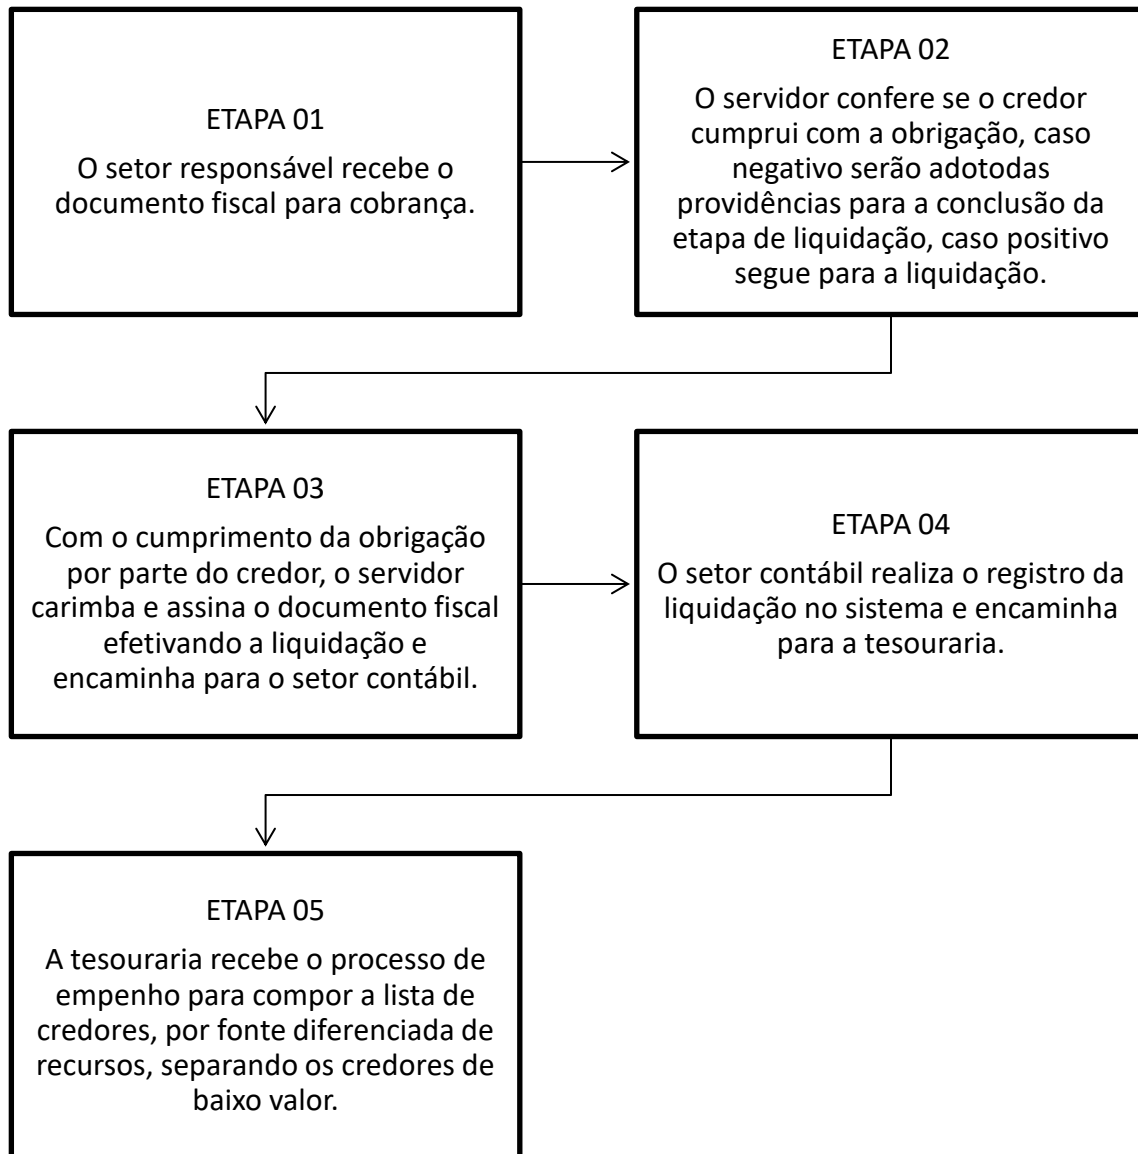 ETAPA 01
O setor responsável recebe o
documento fiscal para cobrança.
ETAPA 02
O servidor confere se o credor
cumprui com a obrigação, caso
negativo serão adotodas
providências para a conclusão da
etapa de liquidação, caso positivo
segue para a liquidação.
ETAPA 03
Com o cumprimento da obrigação
por parte do credor, o servidor
carimba e assina o documento fiscal
efetivando a liquidação e
encaminha para o setor contábil.
ETAPA 04
O setor contábil realiza o registro da
liquidação no sistema e encaminha
para a tesouraria.
ETAPA 05
A tesouraria recebe o processo de
empenho para compor a lista de
credores, por fonte diferenciada de
recursos, separando os credores de
baixo valor.